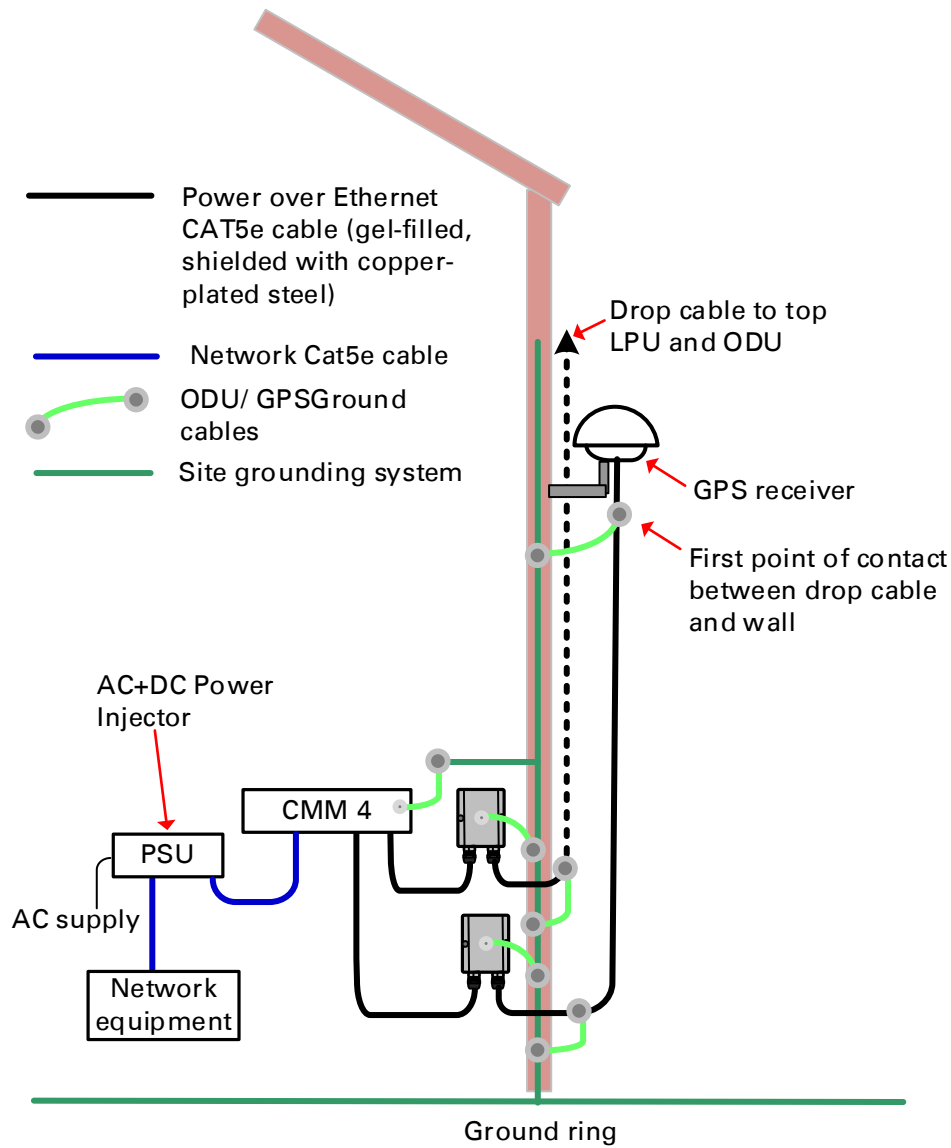 Power over Ethernet
CAT5e cable (gel-filled,
shielded with copper-
plated steel)
Network Cat5e cable
ODU/ GPSGround
cables
Site grounding system
Drop cable to top
LPU and ODU
GPS receiver
First point of contact
between drop cable
and wall
AC+DC Power
Injector
CMM 4
PSU
AC supply
Network
equipment
Ground ring